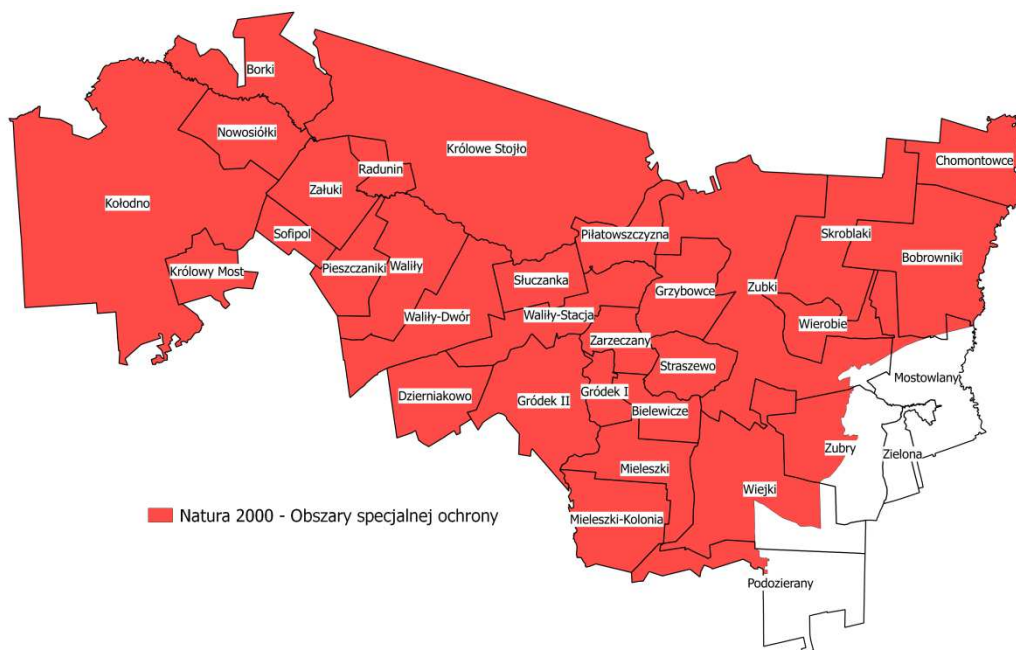 Borki
Nowosiółki
Królowe Stojło
Chomontowce
Radunin
Załuki
Kołodno
Sofipol
Piłatowszczyzna
Skroblaki
Bobrowniki
Królowy Most
Pieszczaniki
Waliły
Słuczanka
Grzybowce
Zubki
Waliły-Dwór
Waliły-Stacja
Wierobie
Zarzeczany
Straszewo
Mostowlany
Dzierniakowo
Gródek II
Gródek I
Bielewicze
Zubry
Zielona
Mieleszki
Wiejki
Natura 2000 - Obszary specjalnej ochrony
Mieleszki-Kolonia
Podozierany